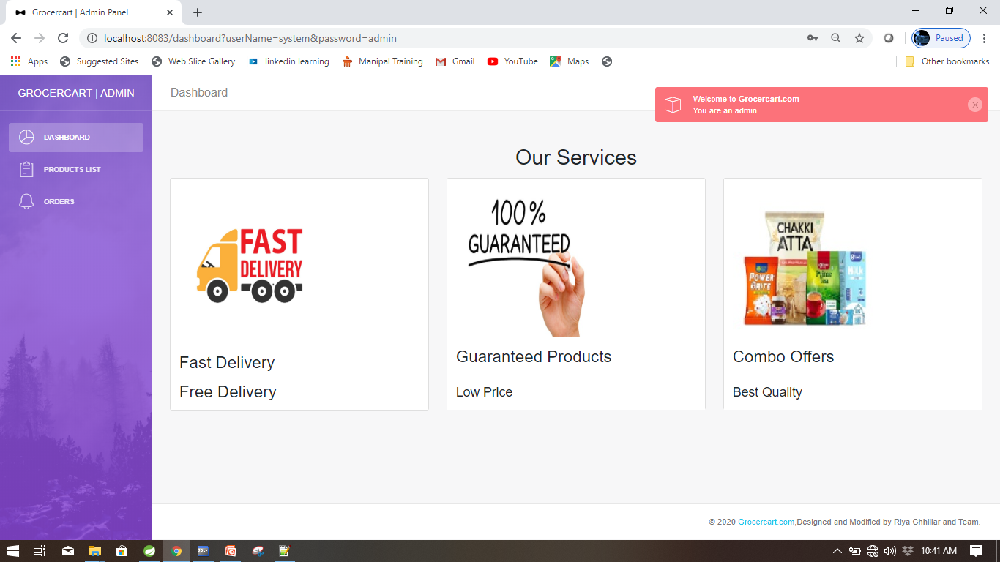 Grocercart | Admin Panel
localhost:8083/dashboard?userName=system&password=admin
Paused
Apps
Suggested Sites
Web Slice Gallery
linkedin learning
Manipal Training
Gmail
YouTube
Maps
Other bookmarks
GROCERCART | ADMIN
Dashboard
Welcome to Grocercart.com -
You are an admin.
DASHBOARD
PRODUCTS LIST
ORDERS
Our Services
FAST
DELIVERY
Fast Delivery
Free Delivery
100%
GUARANTEED
Guaranteed Products
Low Price
CHAKKI
ATTA
POWER
BRITE
Prime
Tea
Milk
Combo Offers
Best Quality
© 2020 Grocercart.com,Designed and Modified by Riya Chhillar and Team.
10:41 AM